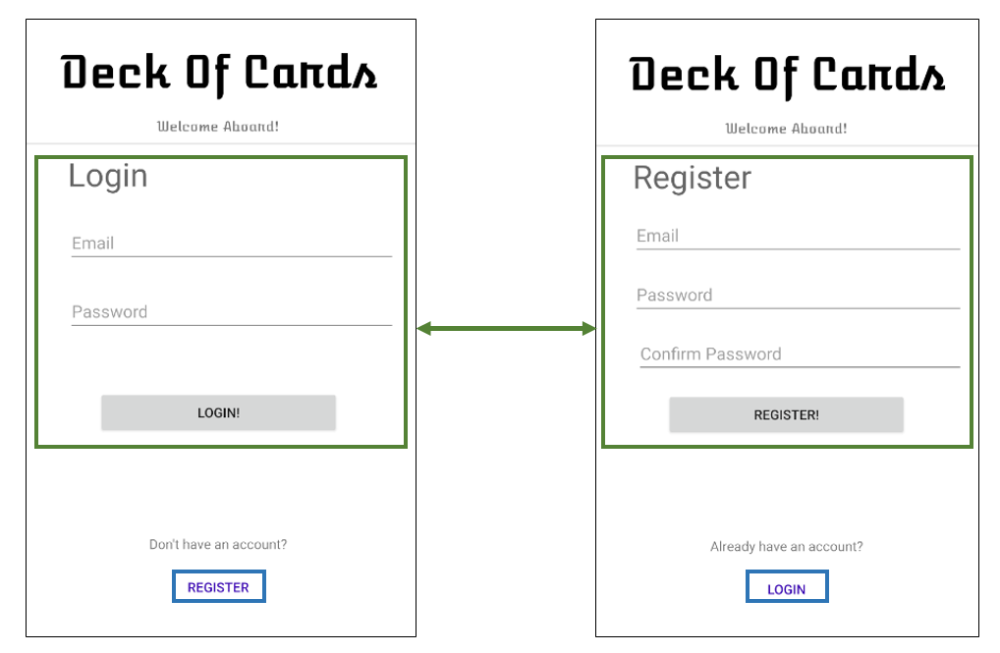 Deck Of Cards
Welcome Aboard!
Login
Email
Password
LOGIN!
Don't have an account?
REGISTER
Deck Of Cards
Welcome Aboard!
Register
Email
Password
Confirm Password
REGISTER!
Already have an account?
LOGIN